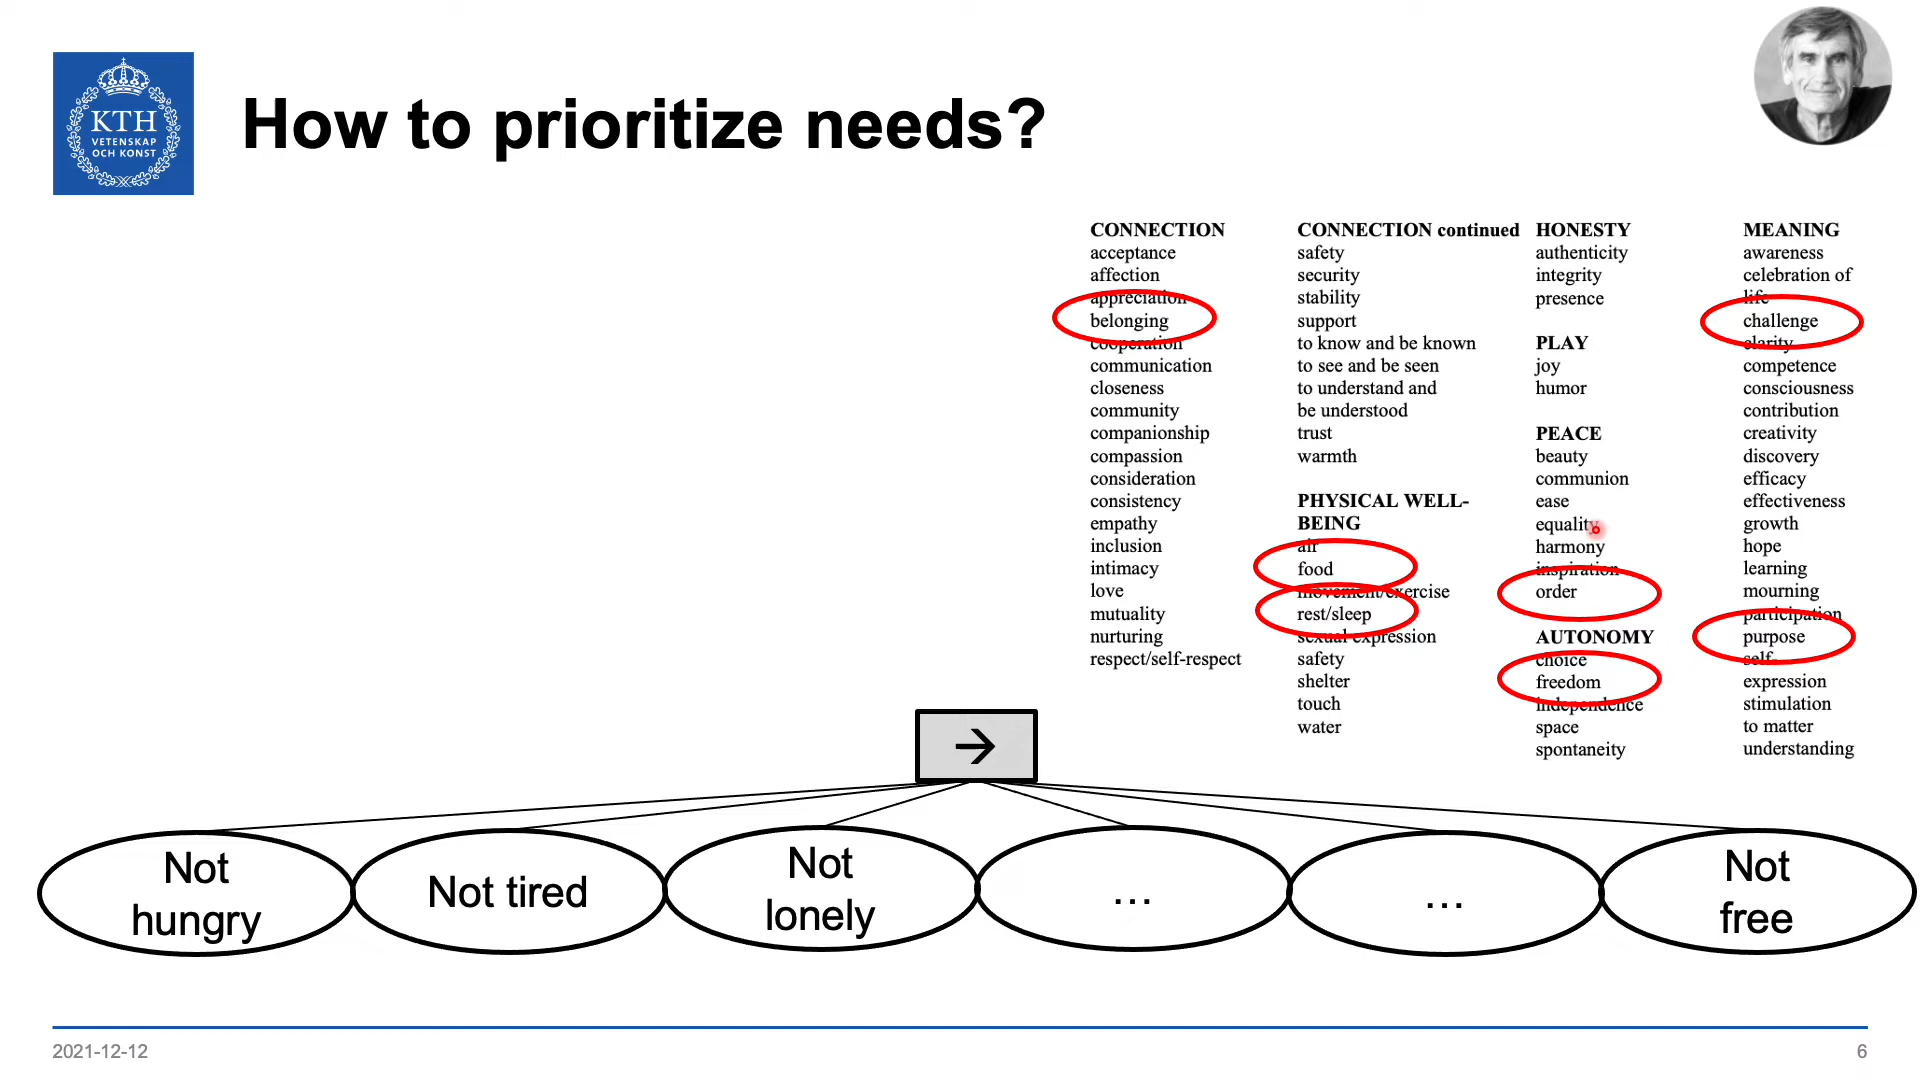 KTH
VETENSKAP
OCH KONST
How to prioritize needs?
CONNECTION
acceptance
affection
appreciation
belonging
cooperation
communication
closeness
community
companionship
compassion
consideration
consistency
empathy
inclusion
intimacy
love
mutuality
nurturing
respect/self-respect
CONNECTION continued
safety
security
stability
support
to know and be known
to see and be seen
to understand and
be understood
trust
warmth
PHYSICAL WELL-
BEING
air
food
movement/exercise
rest/sleep
sexual expression
safety
shelter
touch
water
HONESTY
authenticity
integrity
presence
PLAY
joy
humor
PEACE
beauty
communion
ease
equality
harmony
inspiration
order
AUTONOMY
choice
freedom
independence
space
spontaneity
MEANING
awareness
celebration of
life
challenge
clarity
competence
consciousness
contribution
creativity
discovery
efficacy
effectiveness
growth
hope
learning
mourning
participation
purpose
self-
expression
stimulation
to matter
understanding
→
Not
hungry
Not tired
Not
lonely
...
...
Not
free
2021-12-12
6